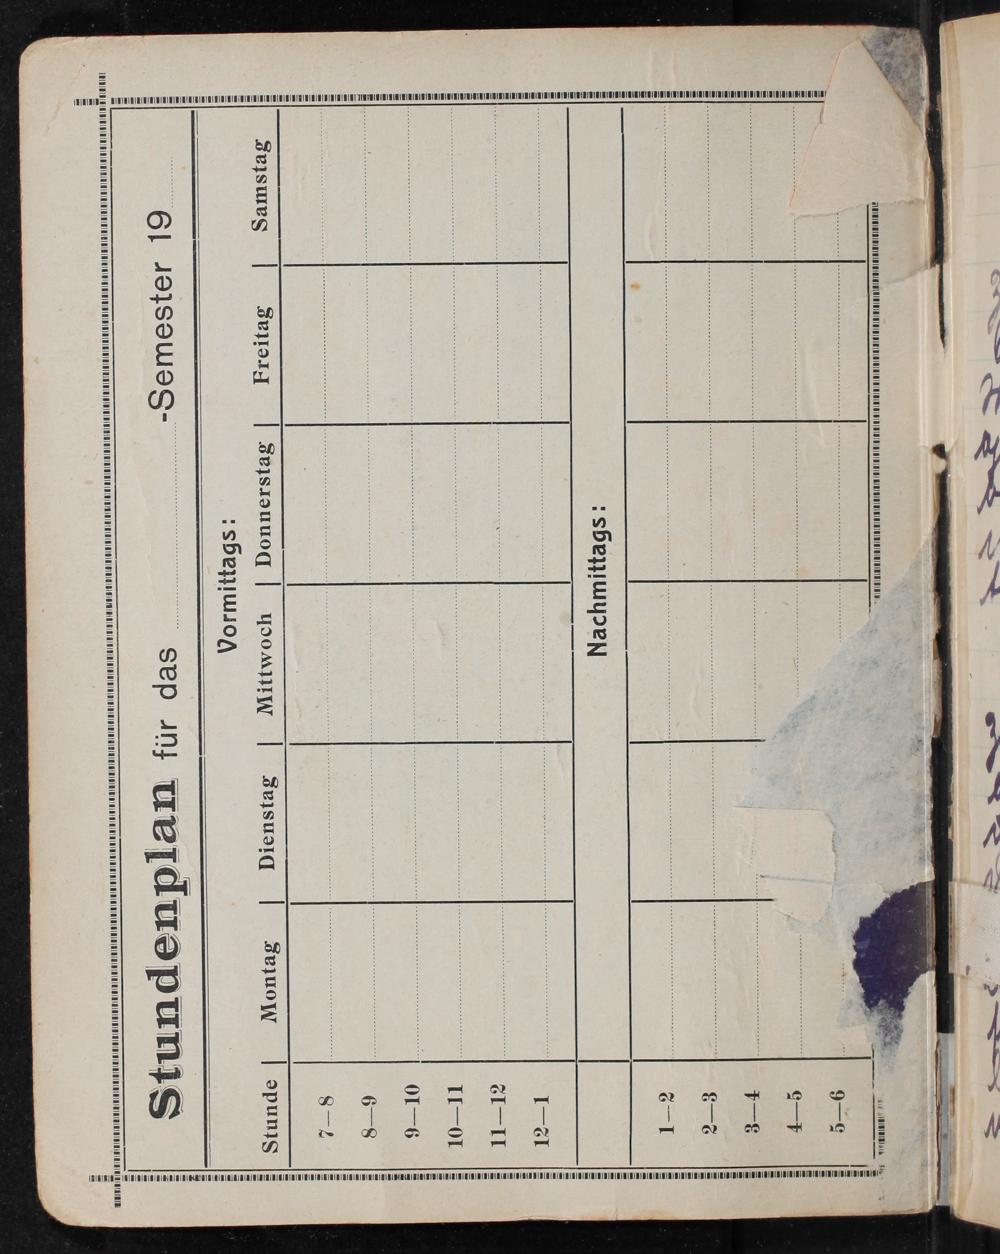 Stundenplan für das -Semester 19
Vormittags:
Stunde Montag Dienstag Mittwoch Donnerstag Freitag Samstag
7—8
8—9
9—10
10—11
11—12
12—1
Nachmittags:
1—2
2—3
3—4
4—5
5—6